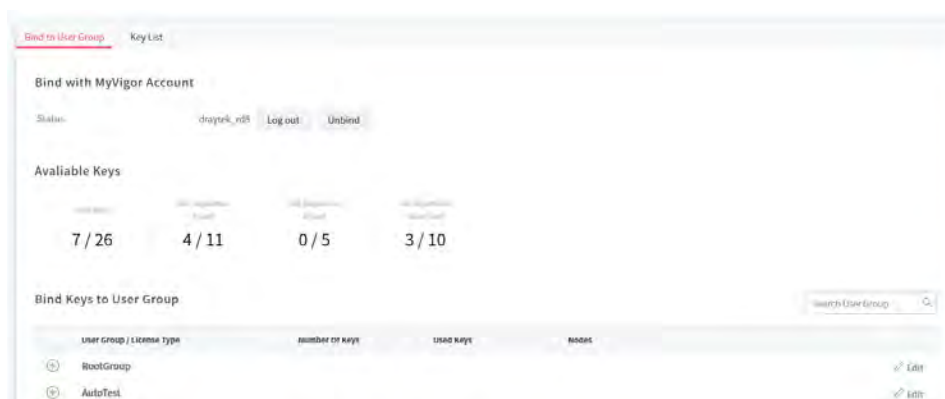 Bind to User Group Key List
Bind with MyVigor Account
Status draytek_rd8 Log out Unbind
Avaliable Keys
7 / 26 4 / 11 0 / 5 3 / 10
Bind Keys to User Group Search User Group
User Group / License Type Number Of Keys Used Keys Nodes
RootGroup Edit
AutoTest Edit